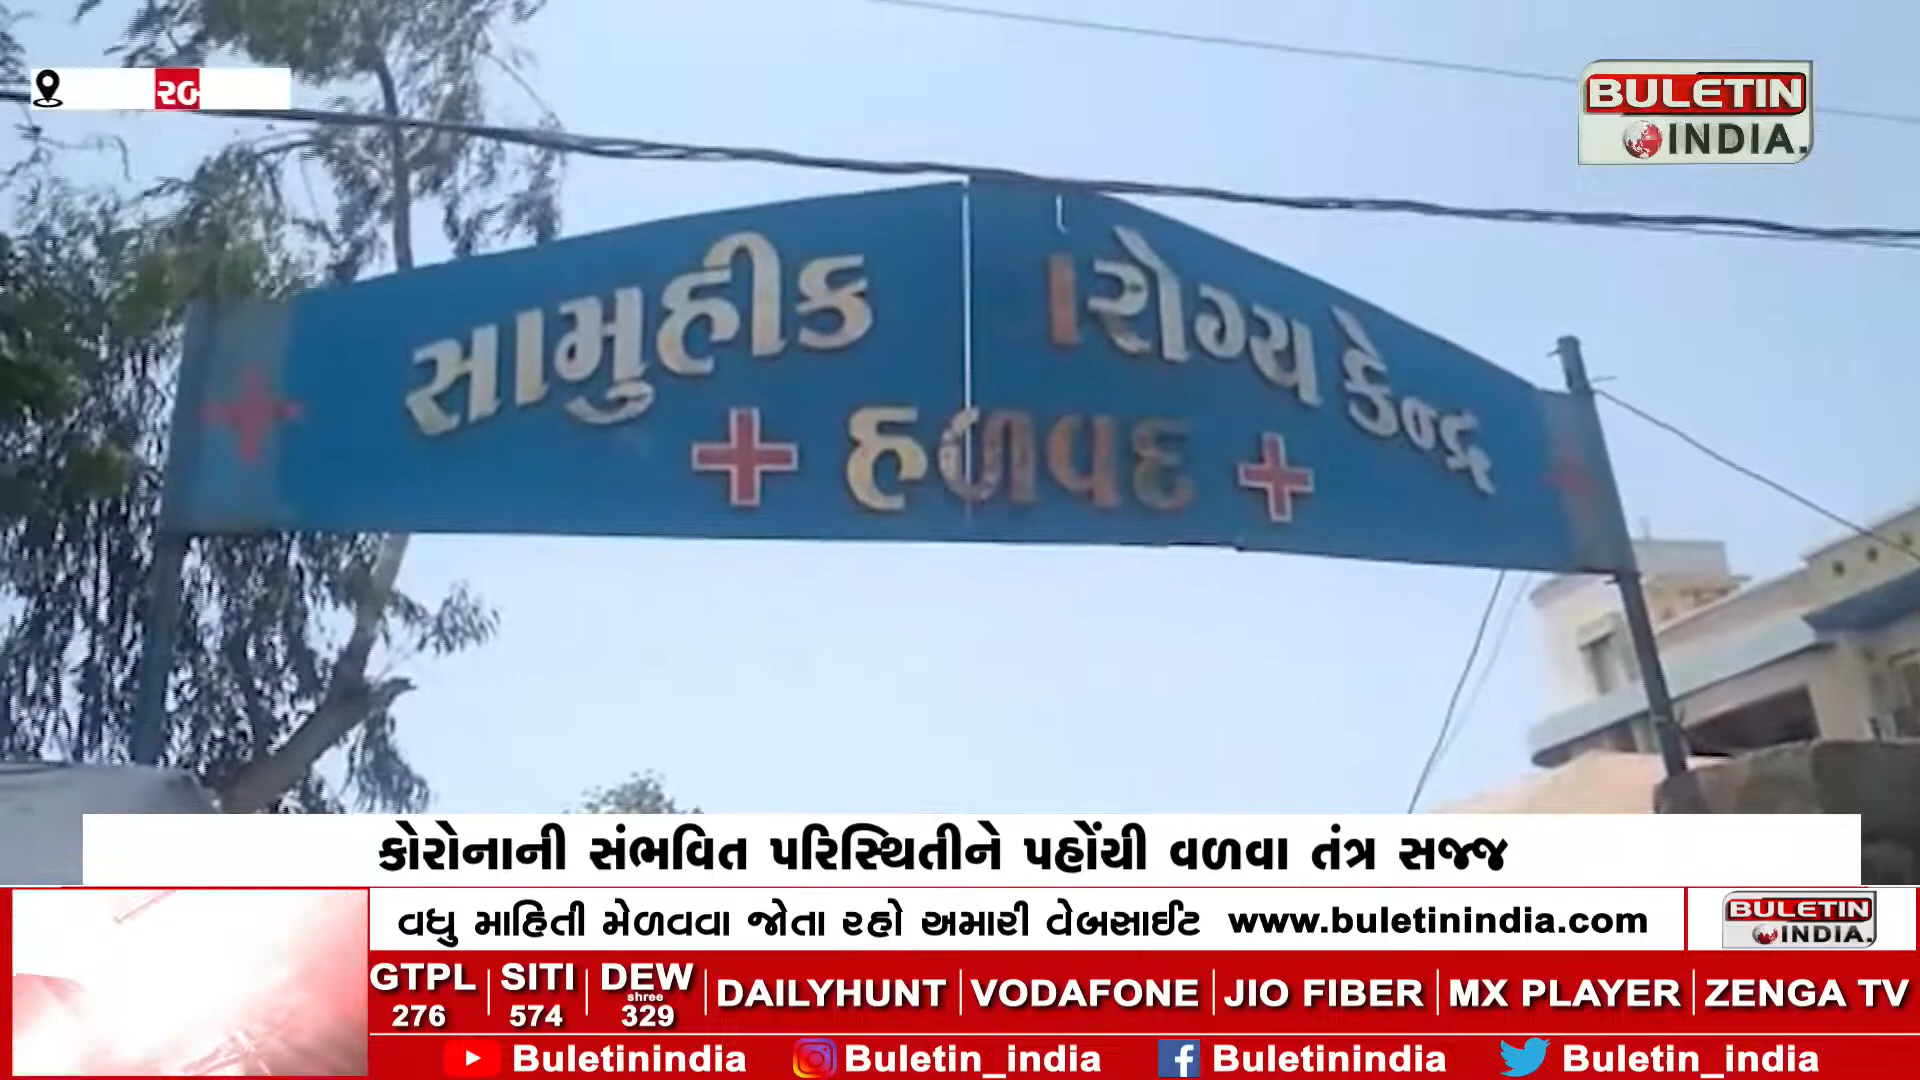 BULETIN
INDIA.
સામુહીક ારોગ્ય કેન્દ્ર
હળવદ
કોરોનાની સંભવિત પરિસ્થિતીને પહોંચી વળવા તંત્ર સજ્જ
વધુ માહિતી મેળવવા જોતા રહો અમારી વેબસાઈટ www.buletinindia.com
BULETIN
INDIA.
GTPL 276 SITI 574 DEW shree 329 DAILYHUNT VODAFONE JIO FIBER MX PLAYER ZENGA TV
Buletinindia Buletin_india Buletinindia Buletin_india